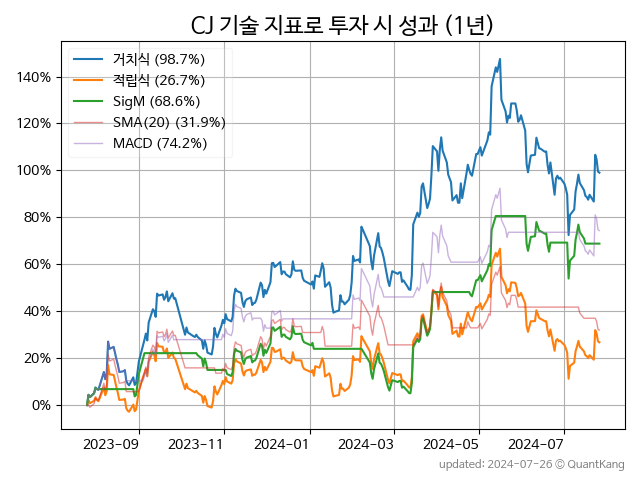 CJ 기술 지표로 투자 시 성과 (1년)
거치식 (98.7%)
적립식 (26.7%)
SigM (68.6%)
SMA(20) (31.9%)
MACD (74.2%)
140%
120%
100%
80%
60%
40%
20%
0%
2023-09 2023-11 2024-01 2024-03 2024-05 2024-07
updated: 2024-07-26 © QuantKang